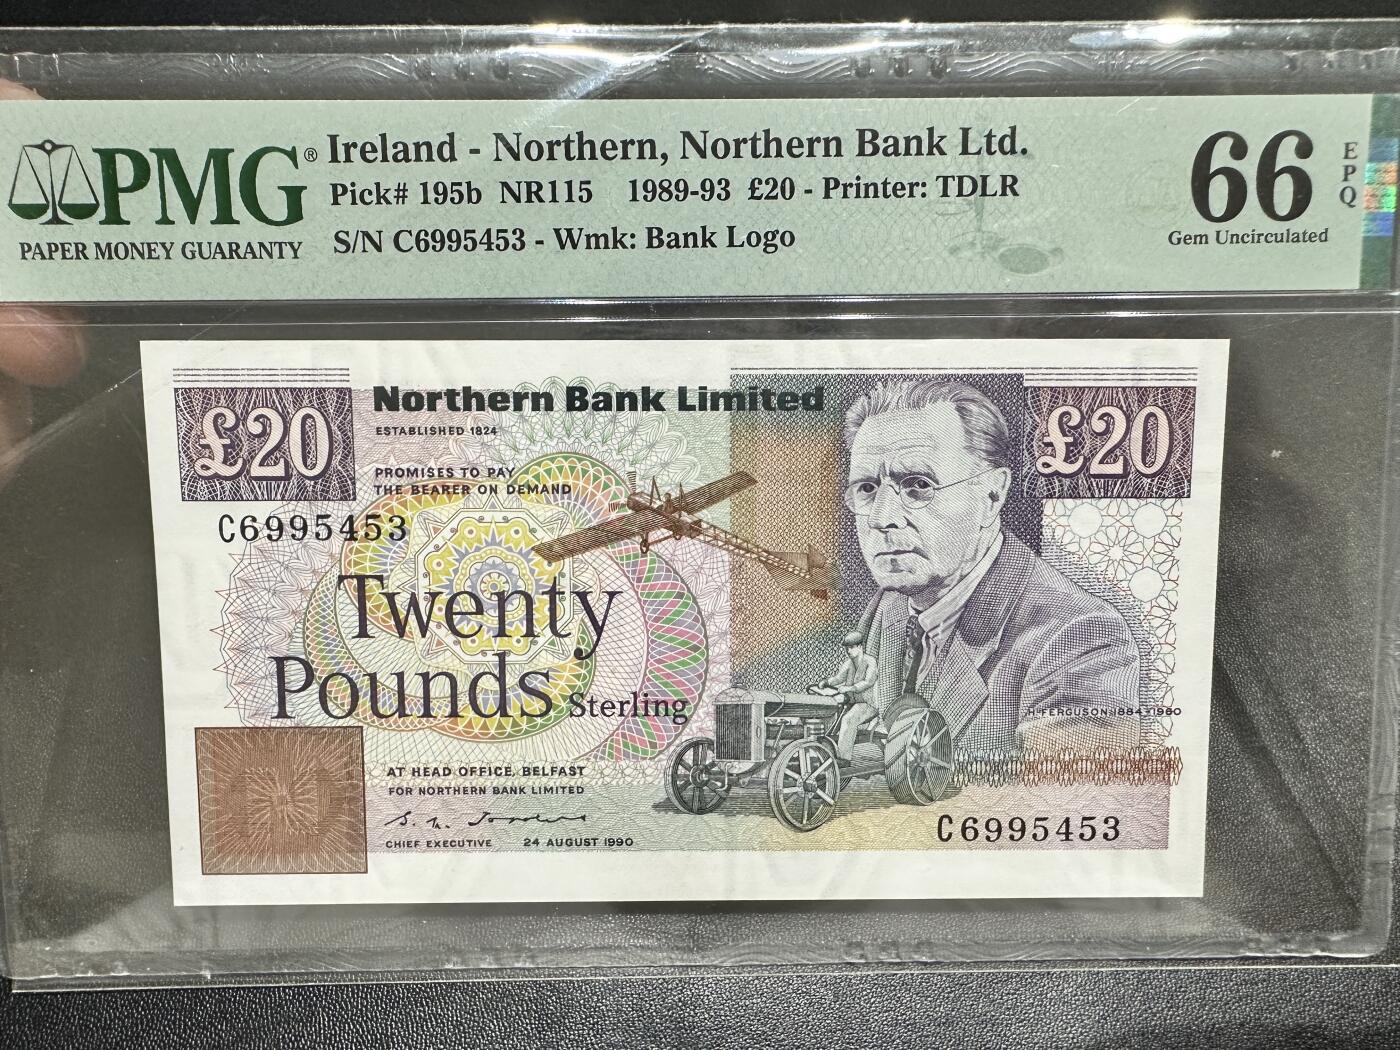 PMG®
PAPER MONEY GUARANTY
Ireland - Northern, Northern Bank Ltd.
Pick# 195b NR115 1989-93 £20 - Printer: TDLR
S/N C6995453 - Wmk: Bank Logo
66
EPQ
Gem Uncirculated
£20
Northern Bank Limited
£20
ESTABLISHED 1824
PROMISES TO PAY
THE BEARER ON DEMAND
C6995453
Twenty
Pounds Sterling
H. FERGUSON 1884-1960
AT HEAD OFFICE, BELFAST
FOR NORTHERN BANK LIMITED
CHIEF EXECUTIVE 24 AUGUST 1990
C6995453